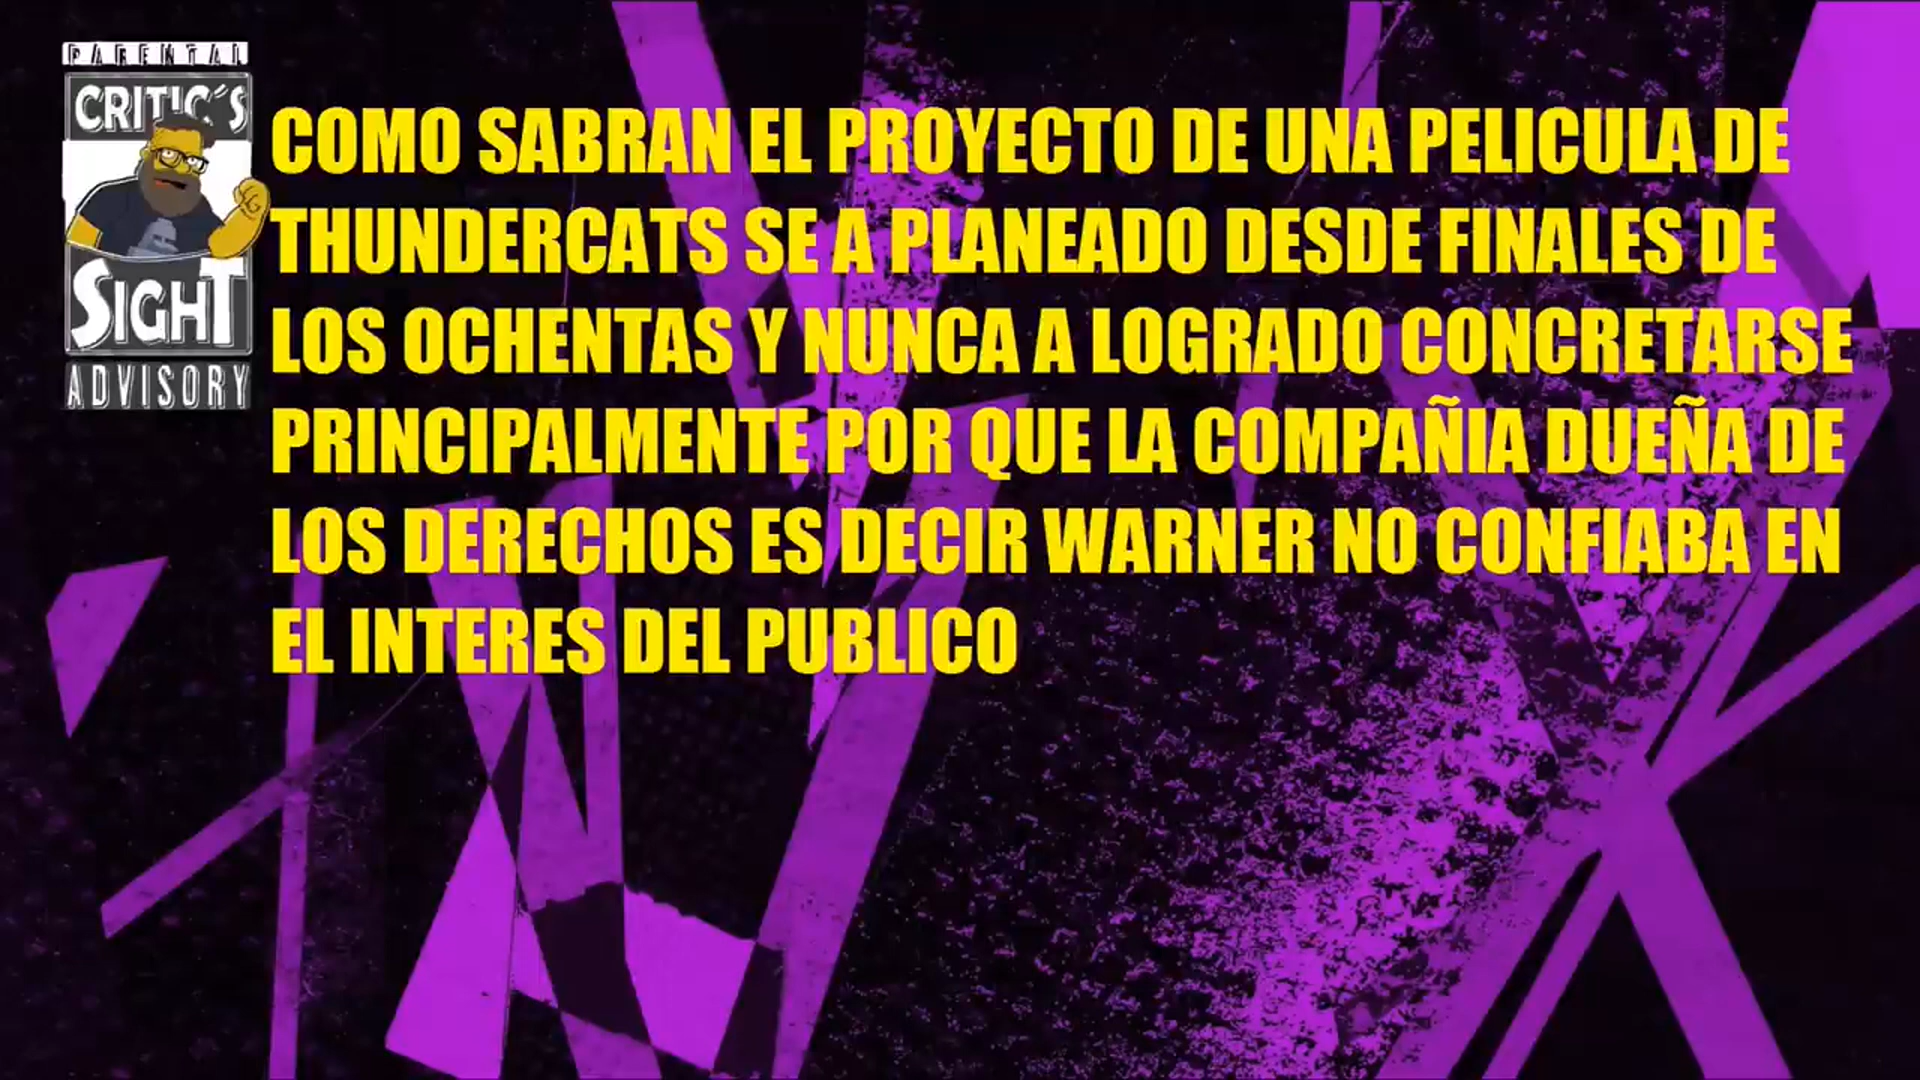 PARENTAL
CRITIC'S
SIGHT
ADVISORY
COMO SABRAN EL PROYECTO DE UNA PELICULA DE
THUNDERCATS SE A PLANEADO DESDE FINALES DE
LOS OCHENTAS Y NUNCA A LOGRADO CONCRETARSE
PRINCIPALMENTE POR QUE LA COMPAÑIA DUEÑA DE
LOS DERECHOS ES DECIR WARNER NO CONFIABA EN
EL INTERES DEL PUBLICO